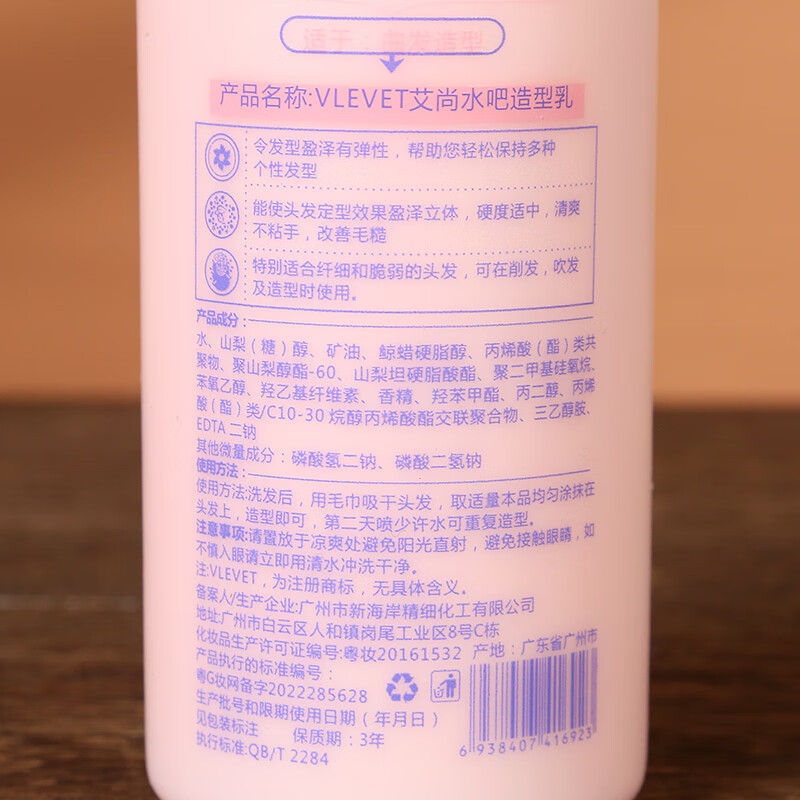 适于：曲发造型
产品名称:VLEVET艾尚水吧造型乳
令发型盈泽有弹性，帮助您轻松保持多种
个性发型
能使头发定型效果盈泽立体，硬度适中，清爽
不粘手，改善毛糙
特别适合纤细和脆弱的头发，可在削发，吹发
及造型时使用。
产品成分：
水、山梨（糖）醇、矿油、鲸蜡硬脂醇、丙烯酸（酯）类共
聚物、聚山梨醇酯-60、山梨坦硬脂酸酯、聚二甲基硅氧烷、
苯氧乙醇、羟乙基纤维素、香精、羟苯甲酯、丙二醇、丙烯
酸（酯）类/C10-30 烷醇丙烯酸酯交联聚合物、三乙醇胺、
EDTA 二钠
其他微量成分：磷酸氢二钠、磷酸二氢钠
使用方法：
使用方法:洗发后，用毛巾吸干头发，取适量本品均匀涂抹在
头发上，造型即可，第二天喷少许水可重复造型。
注意事项:请置放于凉爽处避免阳光直射，避免接触眼睛，如
不慎入眼请立即用清水冲洗干净。
注:VLEVET，为注册商标，无具体含义。
备案人/生产企业:广州市新海岸精细化工有限公司
地址:广州市白云区人和镇岗尾工业区8号C栋
化妆品生产许可证编号:粤妆20161532 产地：广东省广州市
产品执行的标准编号：
粤G妆网备字2022285628
生产批号和限期使用日期（年月日）
见包装标注 保质期：3年
执行标准:QB/T 2284
6 938407 416923